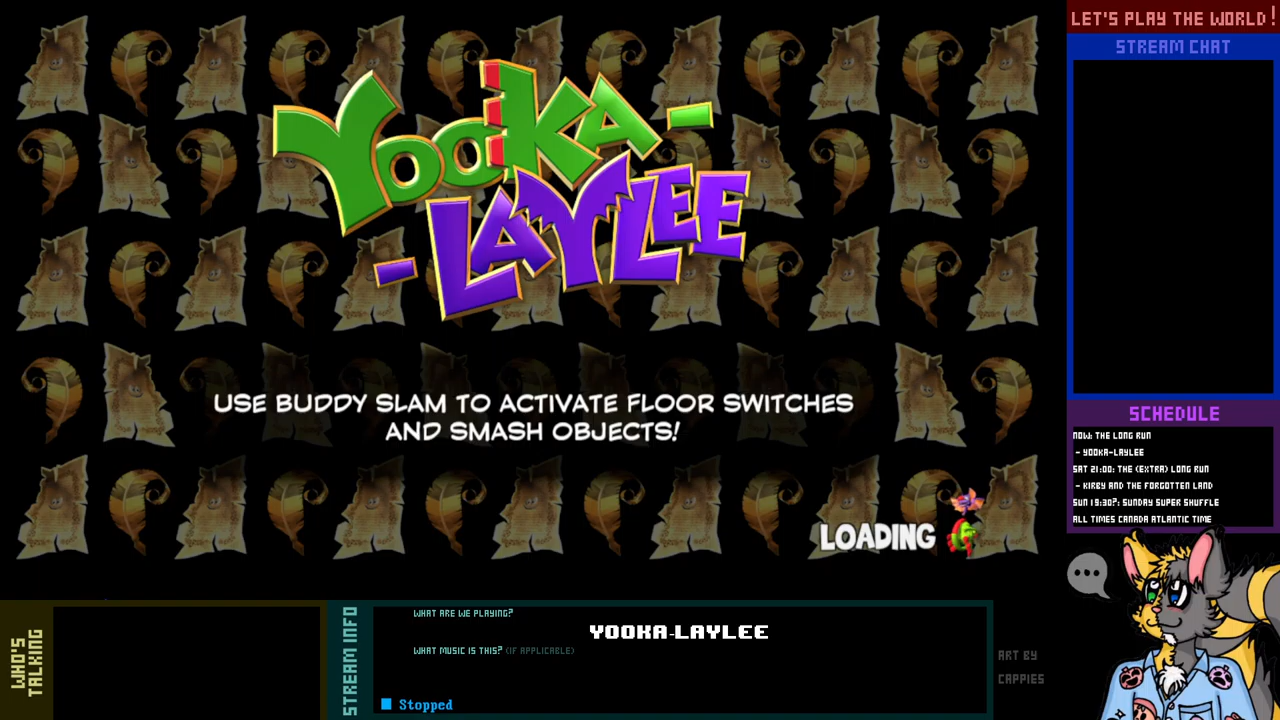 LET'S PLAY THE WORLD!
STREAM CHAT
YOOKA-
-LAYLEE
USE BUDDY SLAM TO ACTIVATE FLOOR SWITCHES
AND SMASH OBJECTS!
LOADING
SCHEDULE
NOW: THE LONG RUN
- YOOKA-LAYLEE
SAT 21:00: THE (EXTRA) LONG RUN
- KIRBY AND THE FORGOTTEN LAND
SUN 19:30?: SUNDAY SUPER SHUFFLE
ALL TIMES CANADA ATLANTIC TIME
WHO'S
TALKING
STREAM INFO
WHAT ARE WE PLAYING?
YOOKA-LAYLEE
WHAT MUSIC IS THIS? (IF APPLICABLE)
Stopped
ART BY
CAPPIES